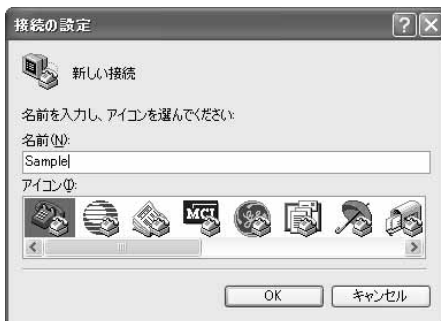 接続の設定
新しい接続
名前を入力し、アイコンを選んでください:
名前(N):
Sample
アイコン(I):
MCI
OK
キャンセル